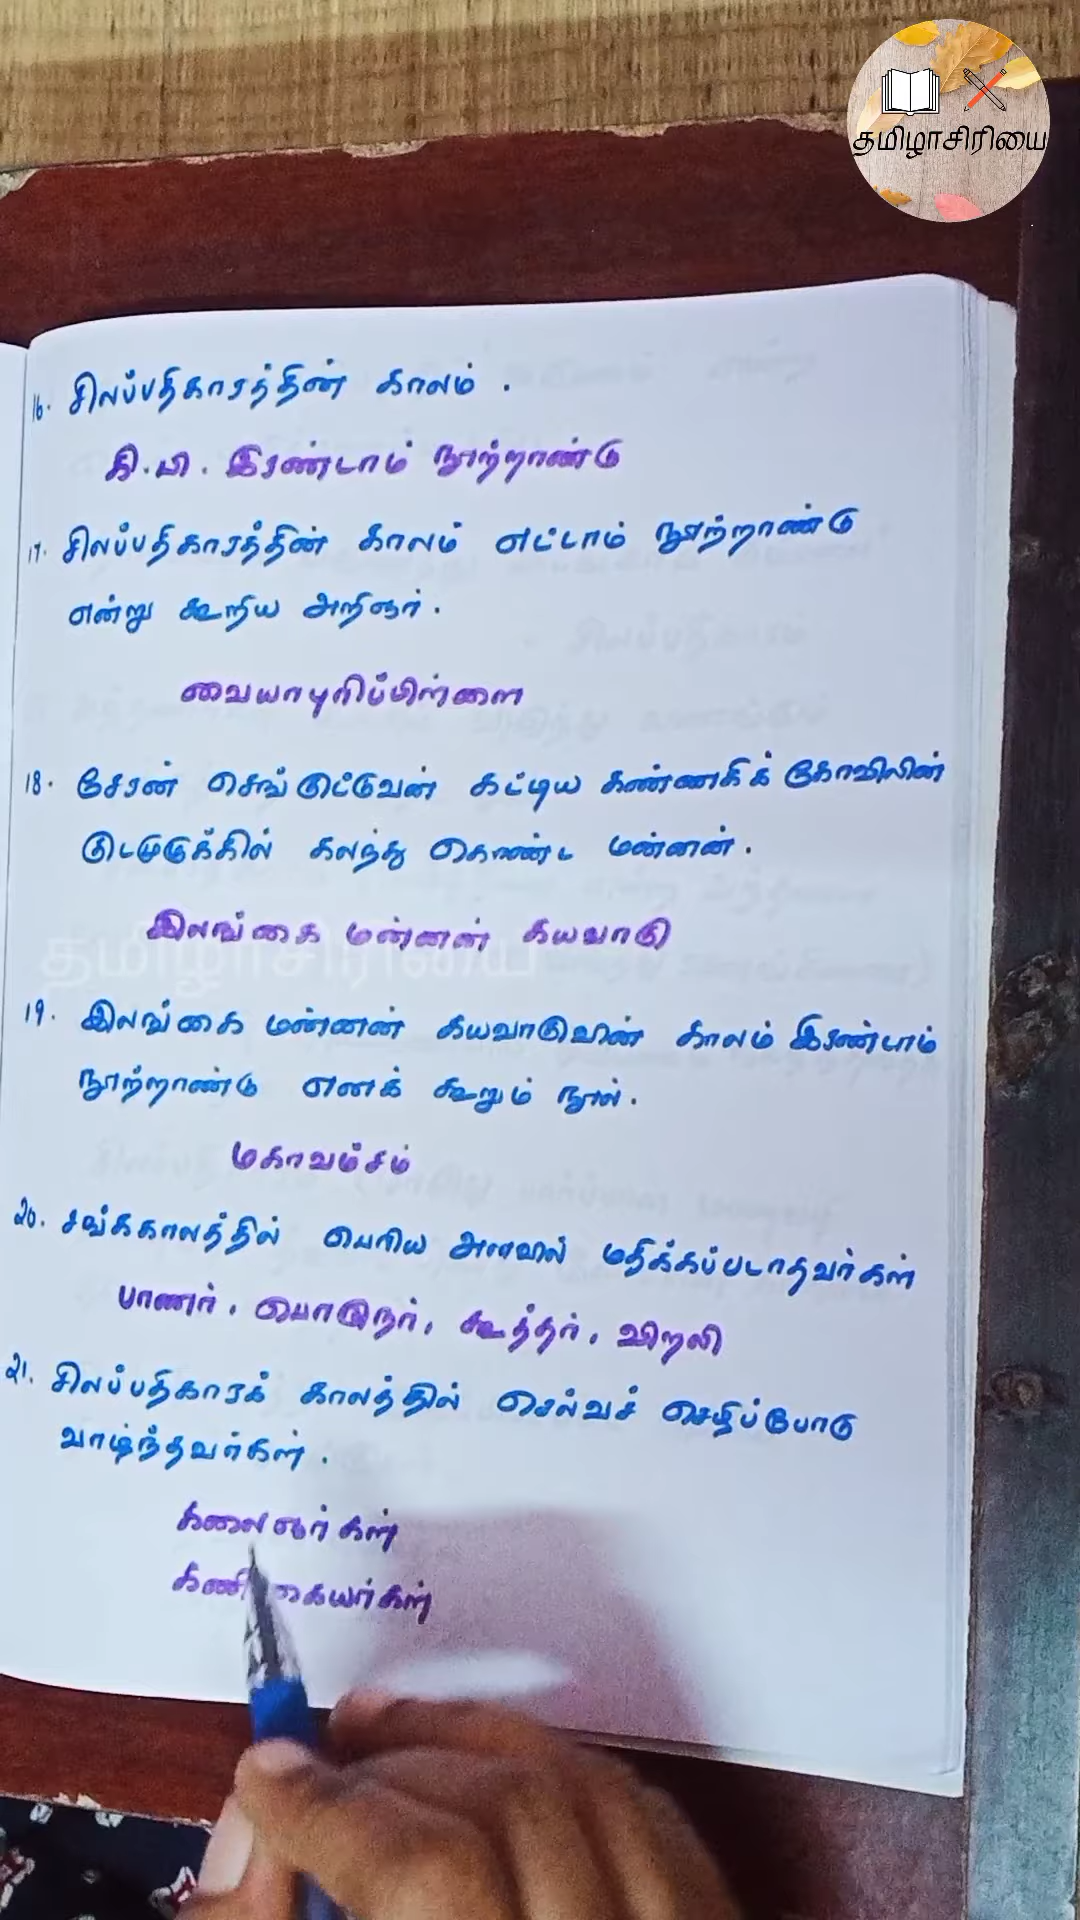 தமிழாசிரியை
16. சிலப்பதிகாரத்தின் காலம்.
கி.பி. இரண்டாம் நூற்றாண்டு
17. சிலப்பதிகாரத்தின் காலம் எட்டாம் நூற்றாண்டு
என்று கூறிய அறிஞர்.
வையாபுரிப்பிள்ளை
18. சேரன் செங்குட்டுவன் கட்டிய கண்ணகிக் கோவிலின்
குடமுழுக்கில் கலந்து கொண்ட மன்னன்.
இலங்கை மன்னன் கயவாகு
தமிழாசிரியை
19. இலங்கை மன்னன் கயவாகுவின் காலம் இரண்டாம்
நூற்றாண்டு எனக் கூறும் நூல்.
மகாவம்சம்
20. சங்ககாலத்தில் பெரிய அளவில் மதிக்கப்படாதவர்கள்
பாணர், பொருநர், கூத்தர், விறலி
21. சிலப்பதிகாரக் காலத்தில் செல்வச் செழிப்போடு
வாழ்ந்தவர்கள்.
கலைஞர்கள்
கணிகையர்கள்